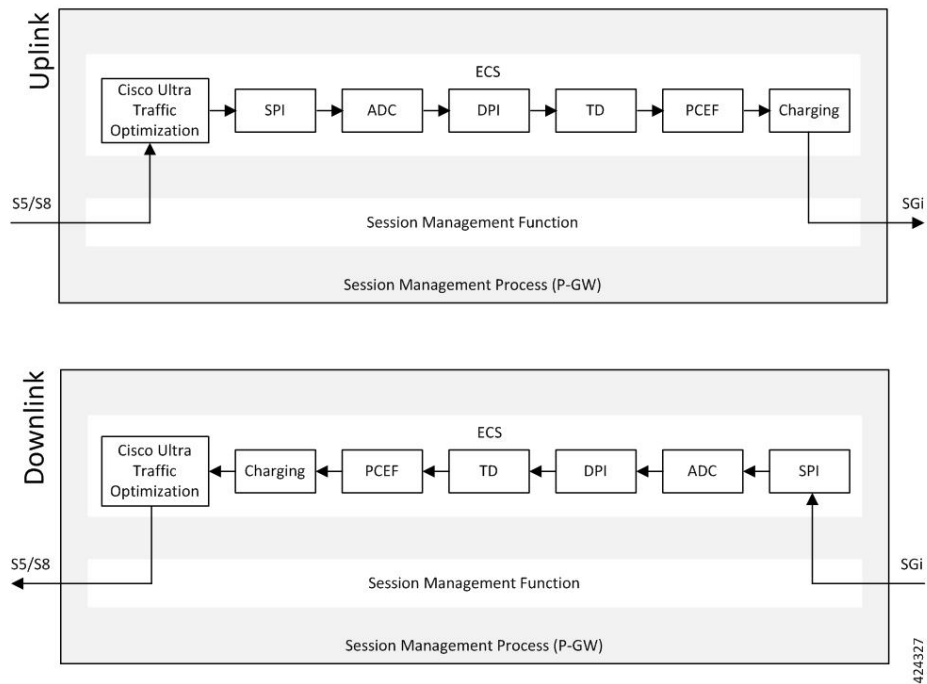 Uplink
ECS
Cisco Ultra
Traffic
Optimization
SPI
ADC
DPI
TD
PCEF
Charging
S5/S8
SGi
Session Management Function
Session Management Process (P-GW)
Downlink
ECS
Cisco Ultra
Traffic
Optimization
Charging
PCEF
TD
DPI
ADC
SPI
S5/S8
SGi
Session Management Function
Session Management Process (P-GW)
424327